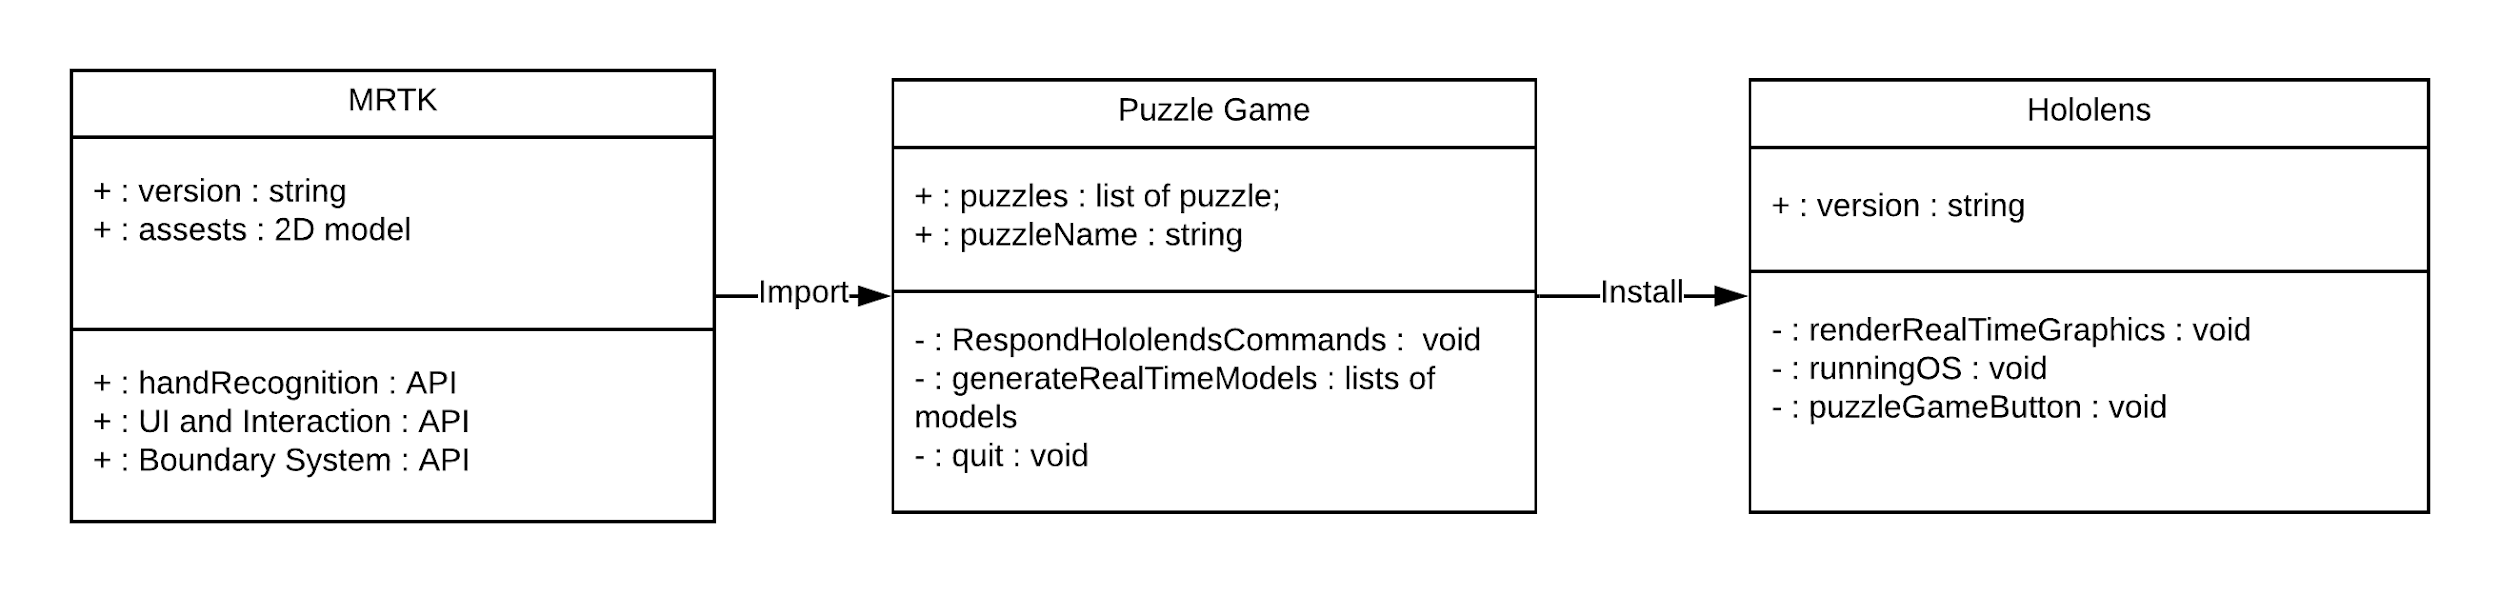 MRTK
+ : version : string
+ : assests : 2D model
+ : handRecognition : API
+ : UI and Interaction : API
+ : Boundary System : API
Import
Puzzle Game
+ : puzzles : list of puzzle;
+ : puzzleName : string
- : RespondHololendsCommands :  void
- : generateRealTimeModels : lists of
models
- : quit : void
Install
Hololens
+ : version : string
- : renderRealTimeGraphics : void
- : runningOS : void
- : puzzleGameButton : void